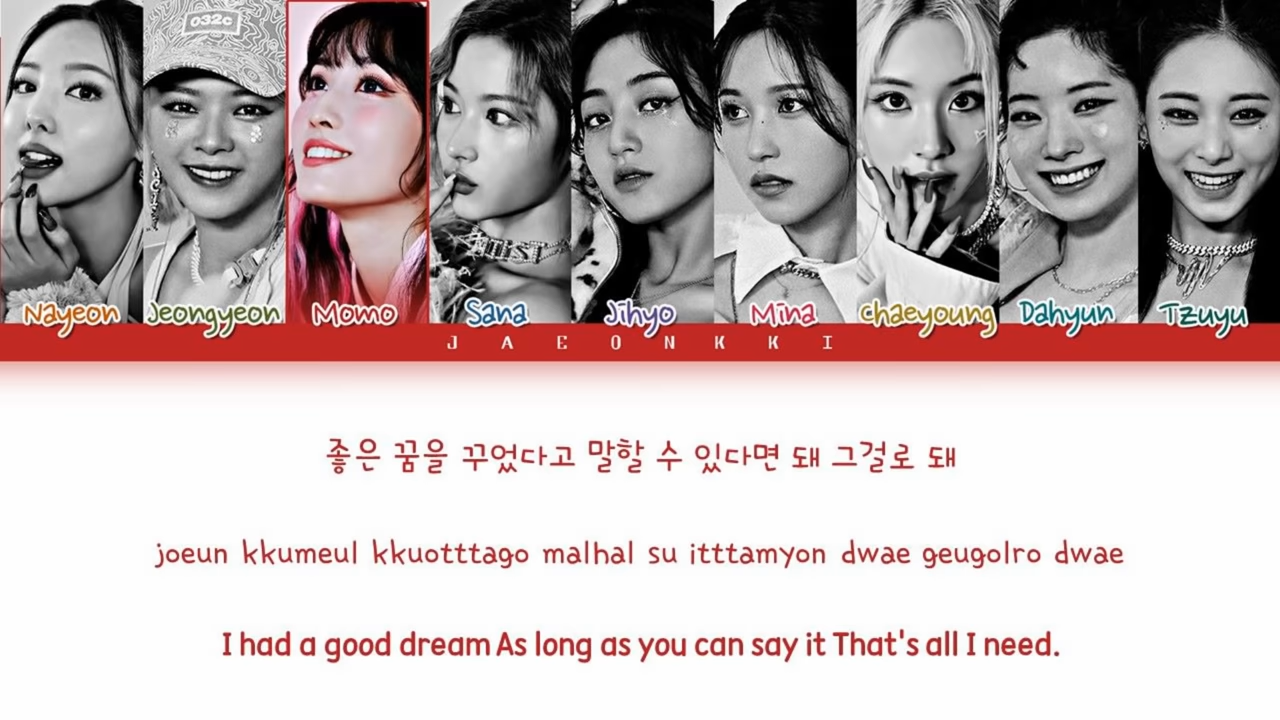 032c
Nayeon Jeongyeon Momo Sana Jihyo Mina Chaeyoung Dahyun Tzuyu
JAEONKKI
좋은 꿈을 꾸었다고 말할 수 있다면 돼 그걸로 돼
joeun kkumeul kkuotttago malhal su itttamyon dwae geugolro dwae
I had a good dream As long as you can say it That's all I need.